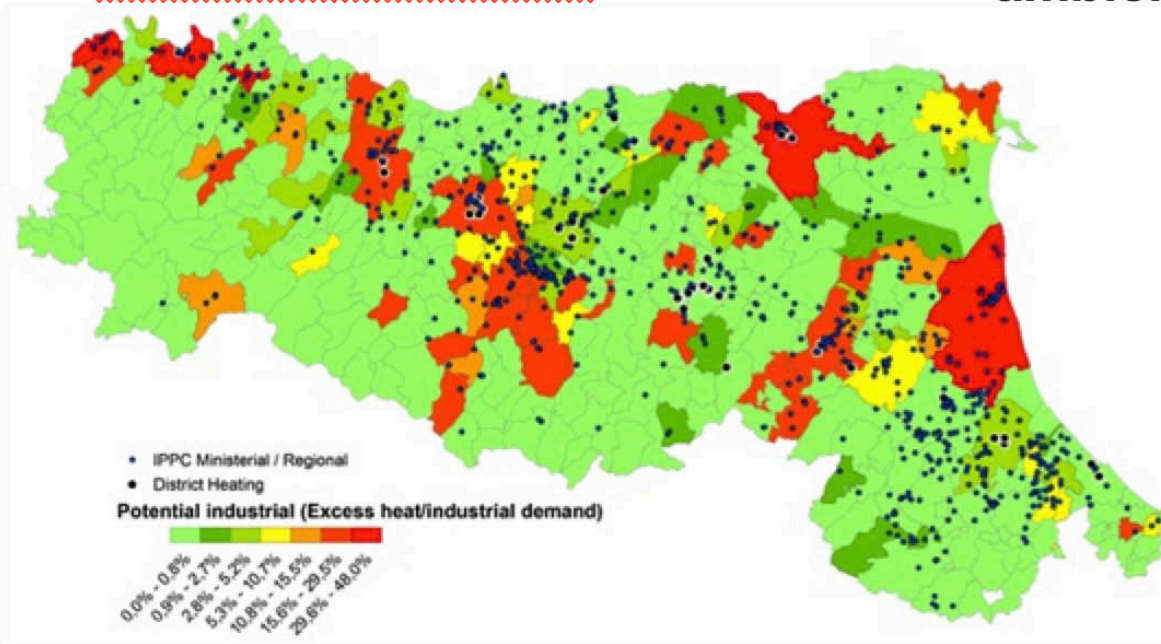 IPPC Ministerial / Regional
District Heating
Potential industrial (Excess heat/industrial demand)
0,0% - 0,8%
0,9% - 2,7%
2,8% - 5,2%
5,3% - 10,7%
10,8% - 15,5%
15,6% - 29,5%
29,6% - 48,0%